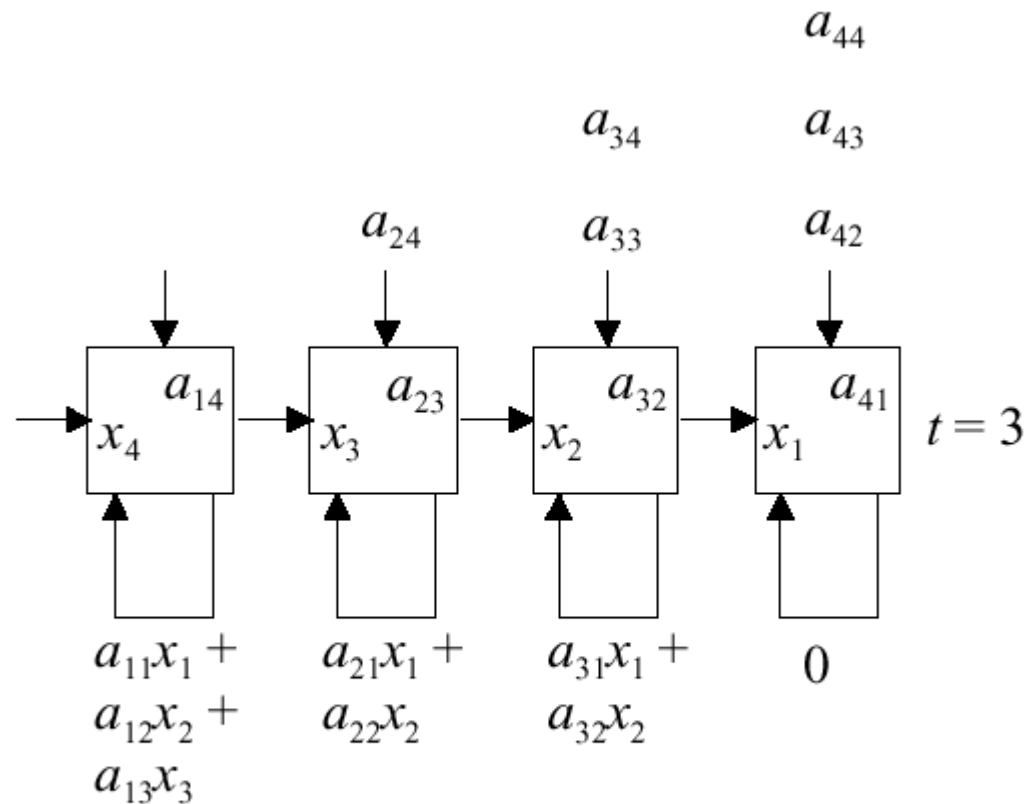 a₄₄
a₃₄ a₄₃
a₂₄ a₃₃ a₄₂
a₁₄ a₂₃ a₃₂ a₄₁
x₄ x₃ x₂ x₁ t = 3
a₁₁x₁ + a₂₁x₁ + a₃₁x₁ + 0
a₁₂x₂ + a₂₂x₂ a₃₂x₂
a₁₃x₃